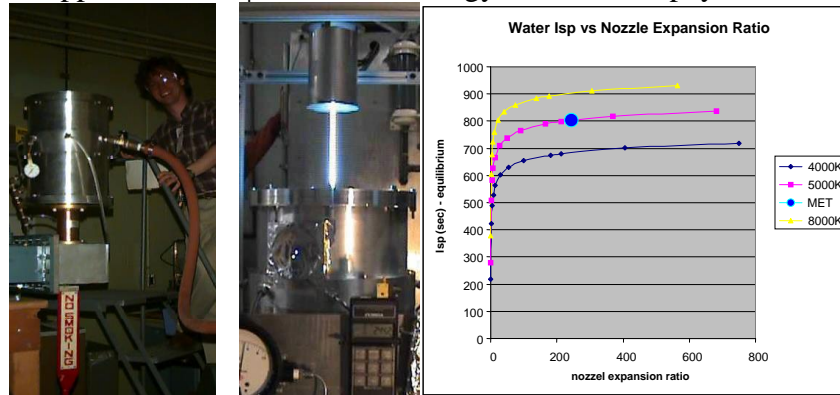 NO SMOKING
Water Isp vs Nozzle Expansion Ratio
Isp (sec) - equilibrium
1000
900
800
700
600
500
400
300
200
100
0
0 200 400 600 800
nozzel expansion ratio
4000K
5000K
MET
8000K